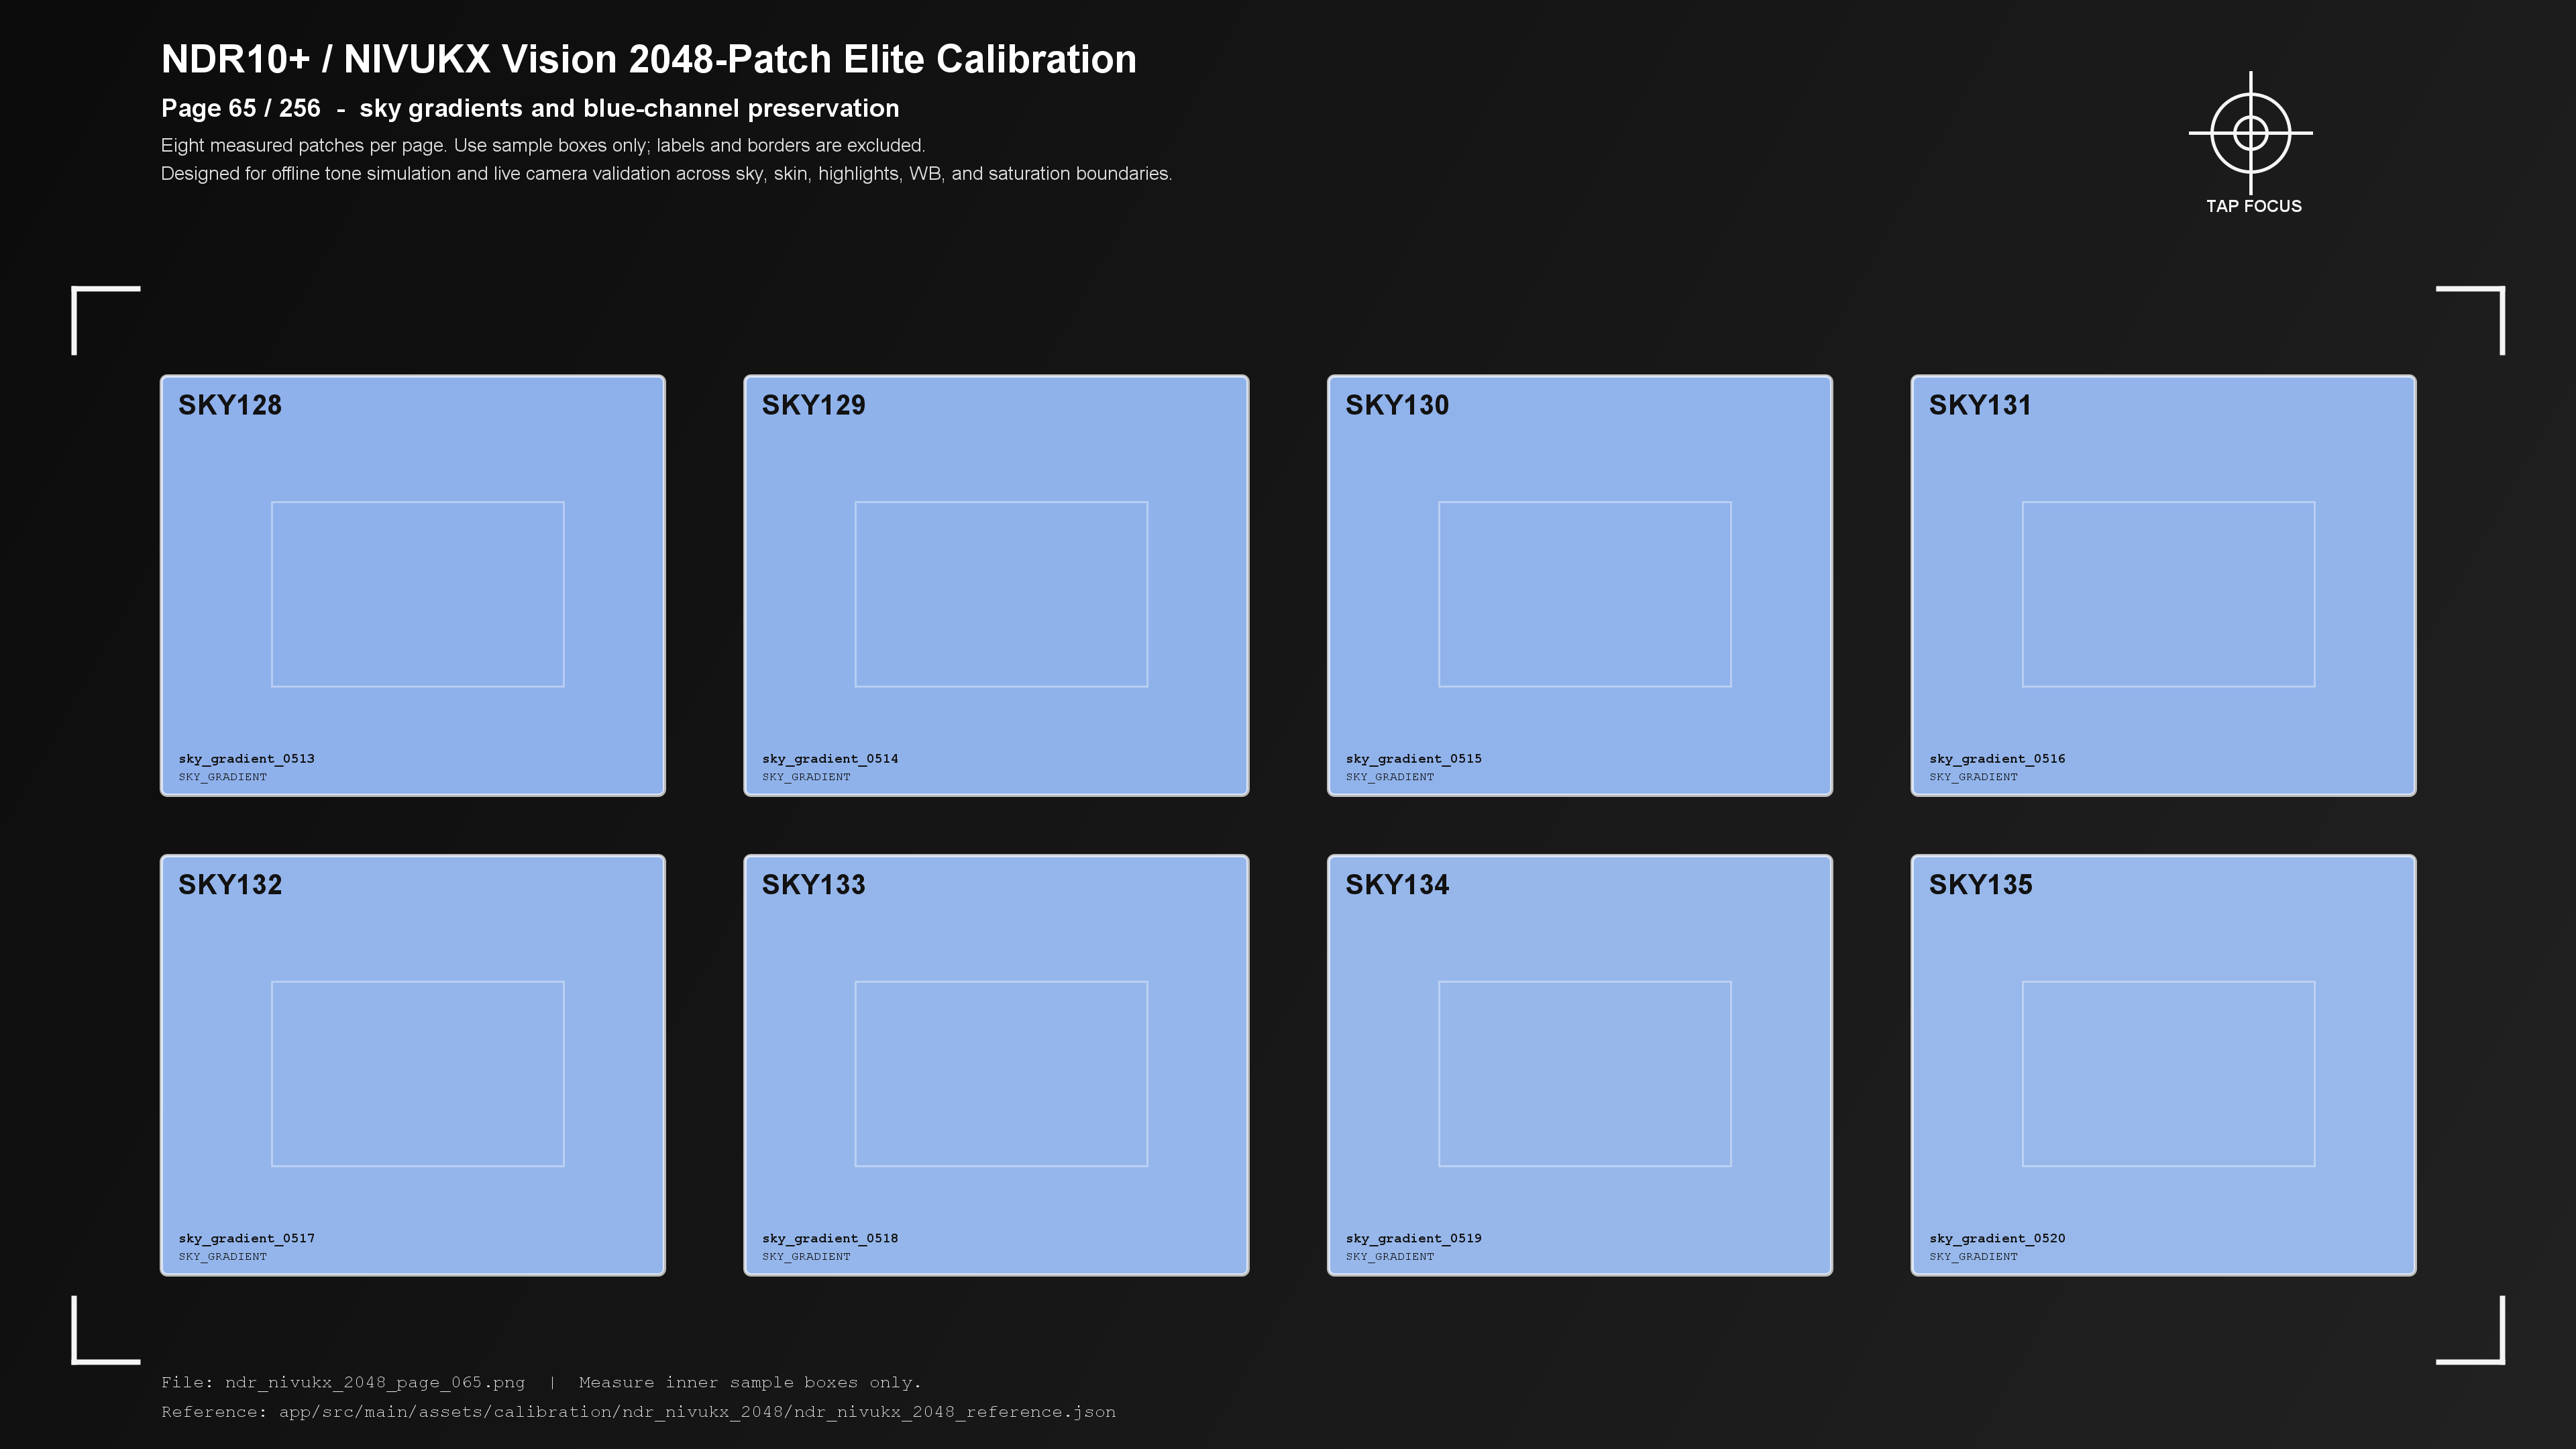 NDR10+ / NIVUKX Vision 2048-Patch Elite Calibration
Page 65 / 256  -  sky gradients and blue-channel preservation
Eight measured patches per page. Use sample boxes only; labels and borders are excluded.
Designed for offline tone simulation and live camera validation across sky, skin, highlights, WB, and saturation boundaries.
TAP FOCUS
SKY128
sky_gradient_0513
SKY_GRADIENT
SKY129
sky_gradient_0514
SKY_GRADIENT
SKY130
sky_gradient_0515
SKY_GRADIENT
SKY131
sky_gradient_0516
SKY_GRADIENT
SKY132
sky_gradient_0517
SKY_GRADIENT
SKY133
sky_gradient_0518
SKY_GRADIENT
SKY134
sky_gradient_0519
SKY_GRADIENT
SKY135
sky_gradient_0520
SKY_GRADIENT
File: ndr_nivukx_2048_page_065.png  |  Measure inner sample boxes only.
Reference: app/src/main/assets/calibration/ndr_nivukx_2048/ndr_nivukx_2048_reference.json